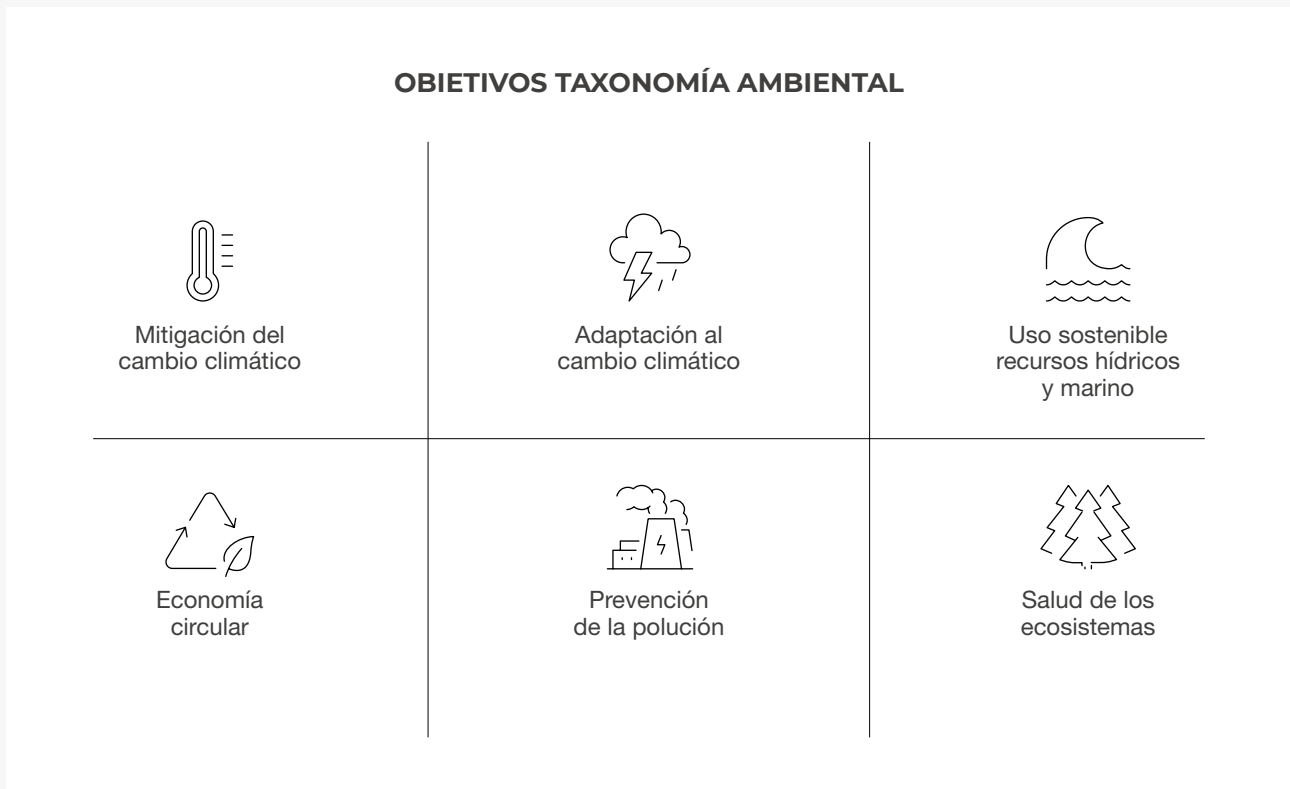 OBIETIVOS TAXONOMÍA AMBIENTAL
Mitigación del
cambio climático
Adaptación al
cambio climático
Uso sostenible
recursos hídricos
y marino
Economía
circular
Prevención
de la polución
Salud de los
ecosistemas